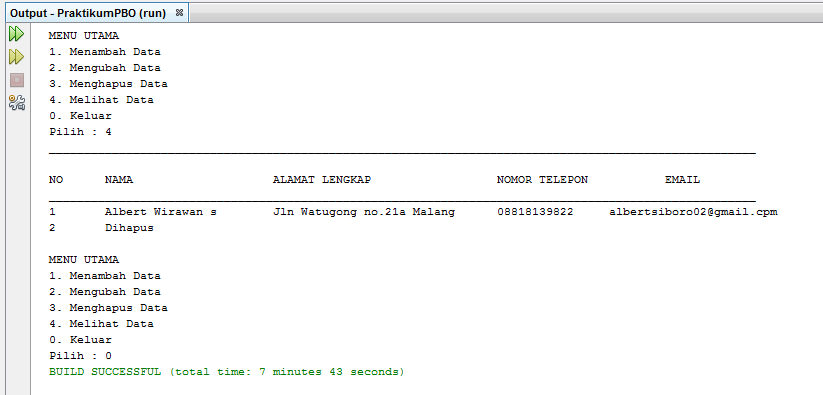 Output - PraktikumPBO (run)
MENU UTAMA
1. Menambah Data
2. Mengubah Data
3. Menghapus Data
4. Melihat Data
0. Keluar
Pilih : 4
NO NAMA ALAMAT LENGKAP NOMOR TELEPON EMAIL
1 Albert Wirawan s Jln Watugong no.21a Malang 08818139822 albertsiboro02@gmail.cpm
2 Dihapus
MENU UTAMA
1. Menambah Data
2. Mengubah Data
3. Menghapus Data
4. Melihat Data
0. Keluar
Pilih : 0
BUILD SUCCESSFUL (total time: 7 minutes 43 seconds)